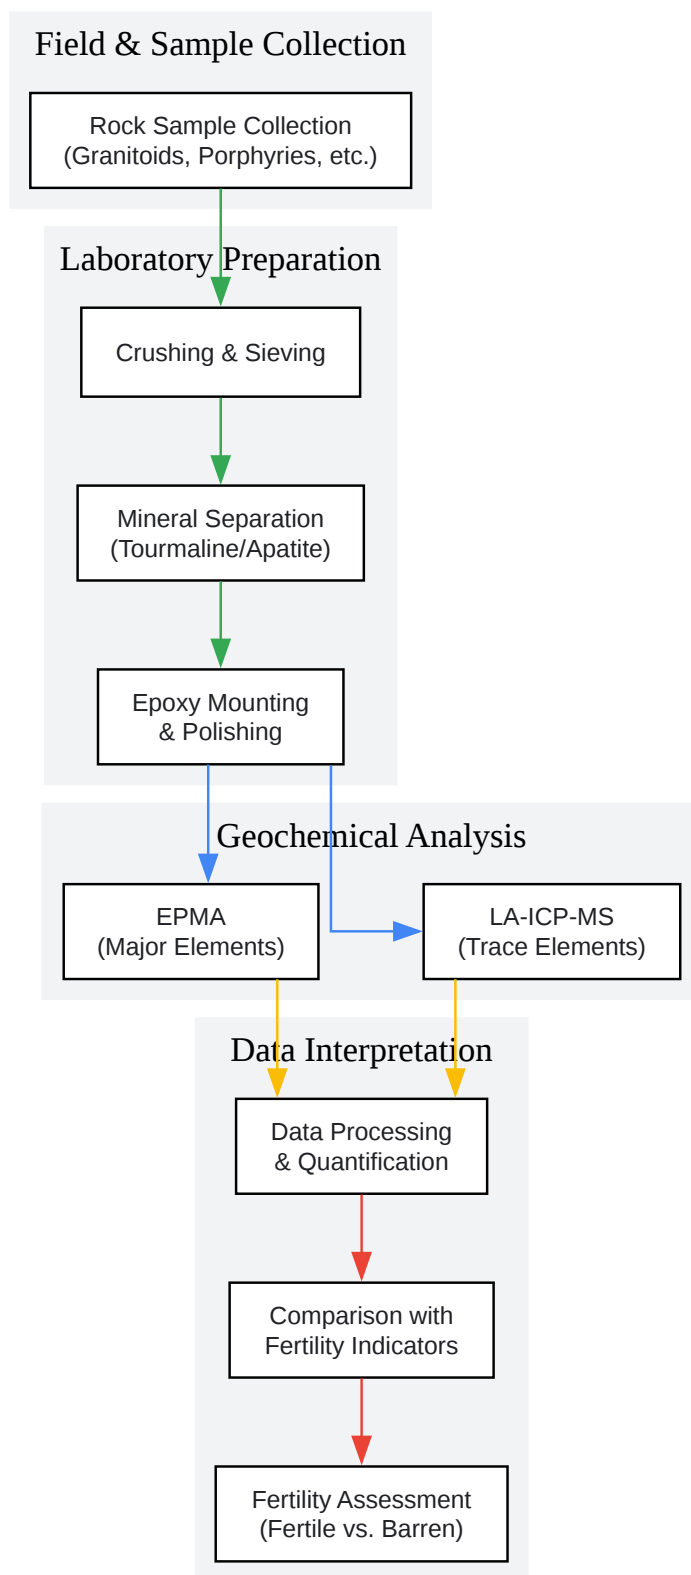 Field & Sample Collection
Rock Sample Collection
(Granitoids, Porphyries, etc.)
Laboratory Preparation
Crushing & Sieving
Mineral Separation
(Tourmaline/Apatite)
Epoxy Mounting
& Polishing
Geochemical Analysis
EPMA
(Major Elements)
LA-ICP-MS
(Trace Elements)
Data Interpretation
Data Processing
& Quantification
Comparison with
Fertility Indicators
Fertility Assessment
(Fertile vs. Barren)